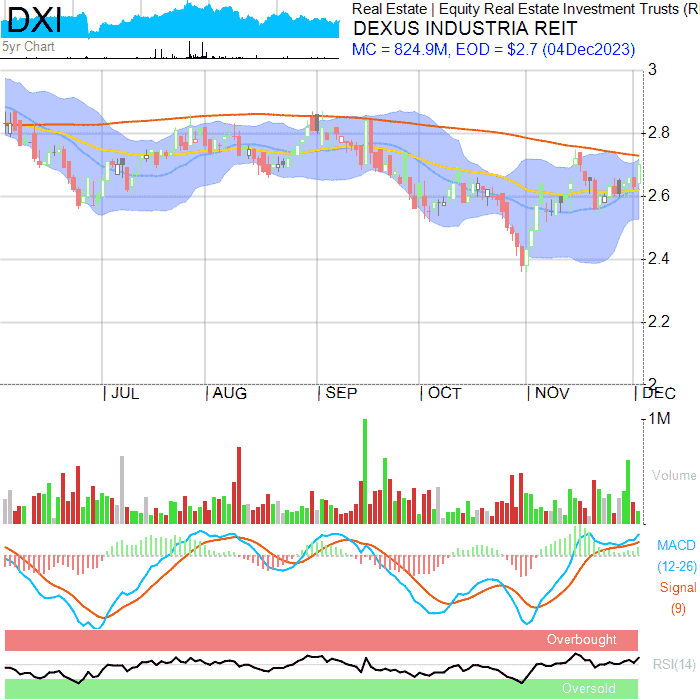 DXI
5yr Chart
Real Estate | Equity Real Estate Investment Trusts (R
DEXUS INDUSTRIA REIT
MC = 824.9M, EOD = $2.7 (04Dec2023)
3
2.8
2.6
2.4
2.2
2
JUL AUG SEP OCT NOV DEC
1M
Volume
MACD
(12-26)
Signal
(9)
Overbought
RSI(14)
Oversold